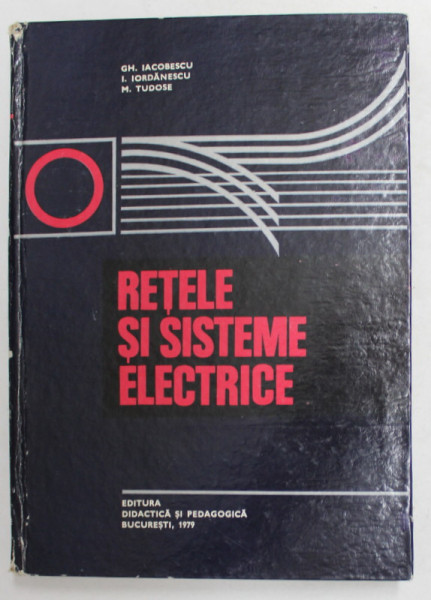 GH. IACOBESCU
I. IORDĂNESCU
M. TUDOSE
REȚELE
ȘI SISTEME
ELECTRICE
EDITURA
DIDACTICĂ ȘI PEDAGOGICĂ
BUCUREȘTI, 1979